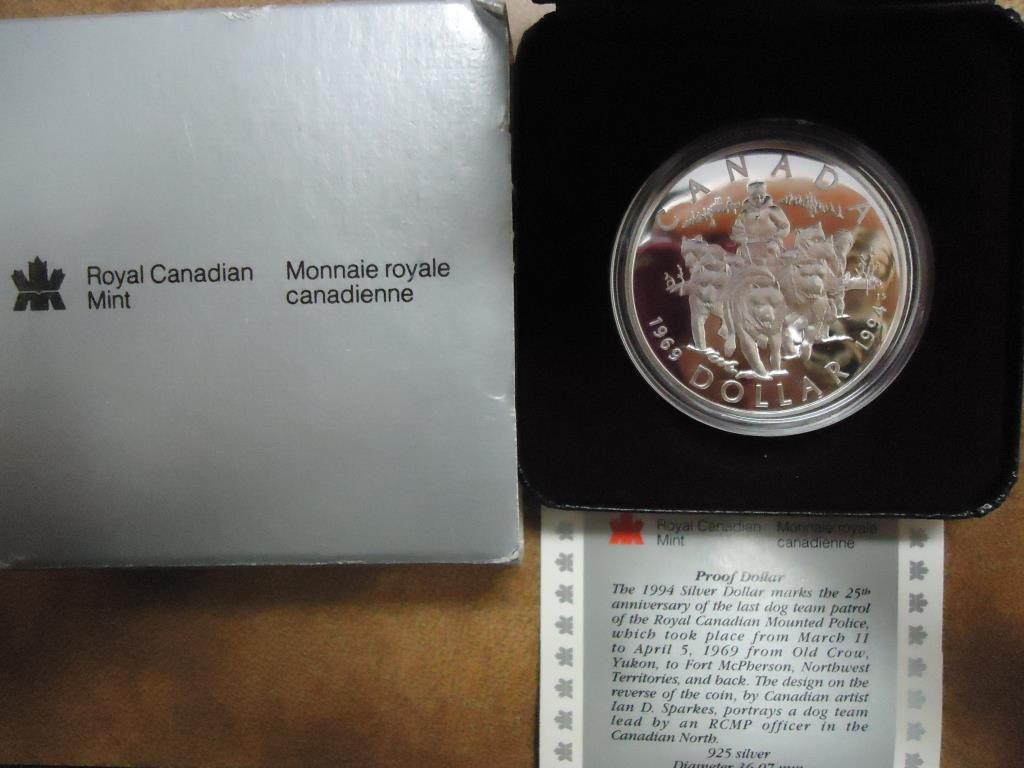 Royal Canadian
Mint
Monnaie royale
canadienne
CANADA
1969
1994
DOLLAR
Royal Canadian
Mint
Monnaie royale
canadienne
Proof Dollar
The 1994 Silver Dollar marks the 25th
anniversary of the last dog team patrol
of the Royal Canadian Mounted Police,
which took place from March 11
to April 5, 1969 from Old Crow,
Yukon, to Fort McPherson, Northwest
Territories, and back. The design on the
reverse of the coin, by Canadian artist
Ian D. Sparkes, portrays a dog team
lead by an RCMP officer in the
Canadian North.
925 silver
Diameter 36.07 mm